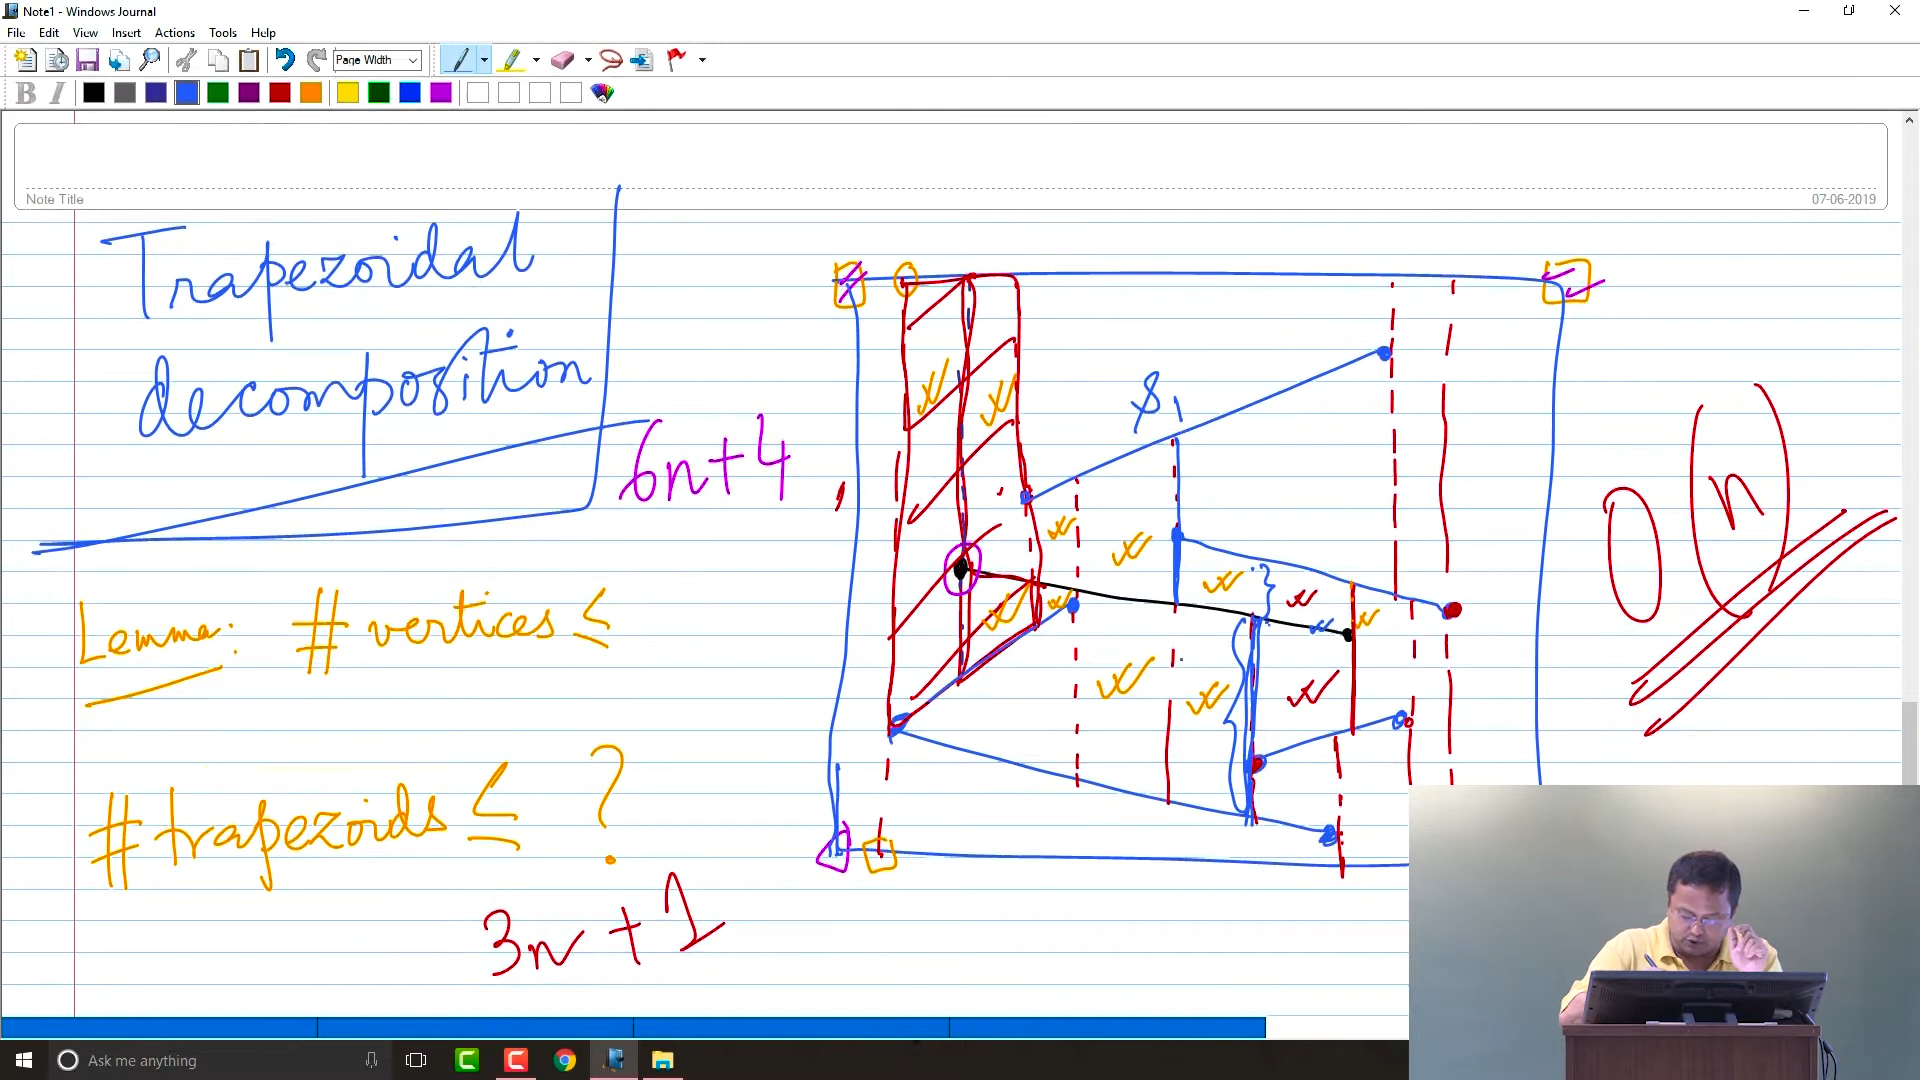 Note1 - Windows Journal
File Edit View Insert Actions Tools Help
Page Width
B I
Note Title
07-06-2019
Trapezoidal
decomposition
6n+4
S1
O(n)
Lemma: # vertices ≤
# trapezoids ≤ ?
3n + 1
Ask me anything